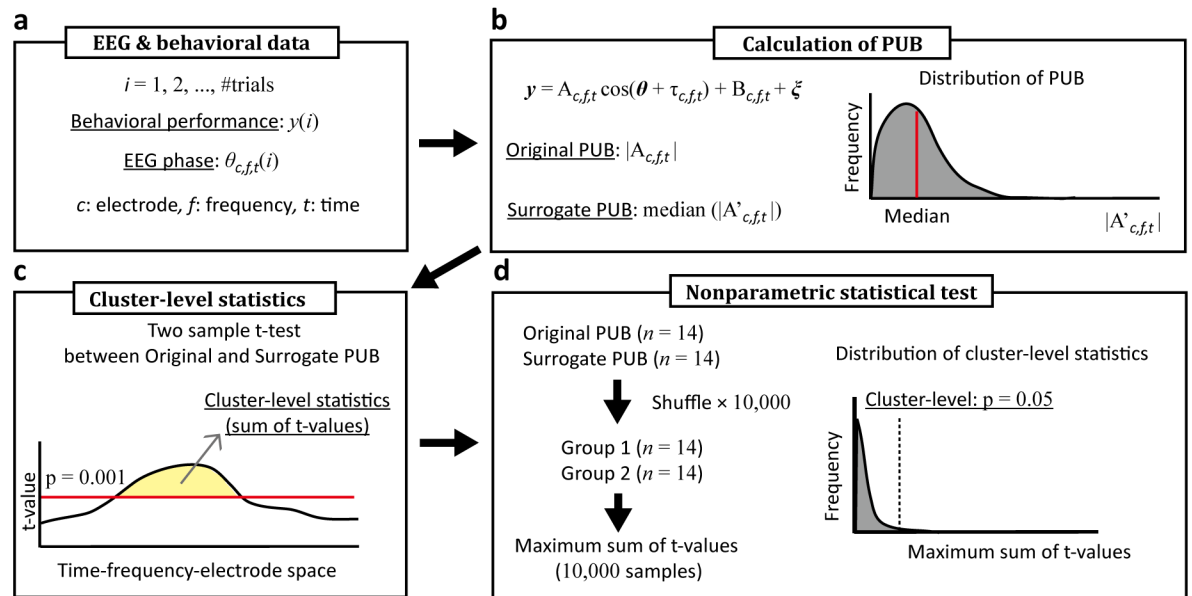 a
EEG & behavioral data
i = 1, 2, ..., #trials
Behavioral performance: y(i)
EEG phase: θc,f,t(i)
c: electrode, f: frequency, t: time
b
Calculation of PUB
y = Ac,f,t cos(θ + τc,f,t) + Bc,f,t + ξ
Original PUB: |Ac,f,t|
Surrogate PUB: median (|A'c,f,t|)
Distribution of PUB
Frequency
Median
|A'c,f,t|
c
Cluster-level statistics
Two sample t-test
between Original and Surrogate PUB
Cluster-level statistics
(sum of t-values)
p = 0.001
t-value
Time-frequency-electrode space
d
Nonparametric statistical test
Original PUB (n = 14)
Surrogate PUB (n = 14)
Shuffle × 10,000
Group 1 (n = 14)
Group 2 (n = 14)
Maximum sum of t-values
(10,000 samples)
Distribution of cluster-level statistics
Cluster-level: p = 0.05
Frequency
Maximum sum of t-values